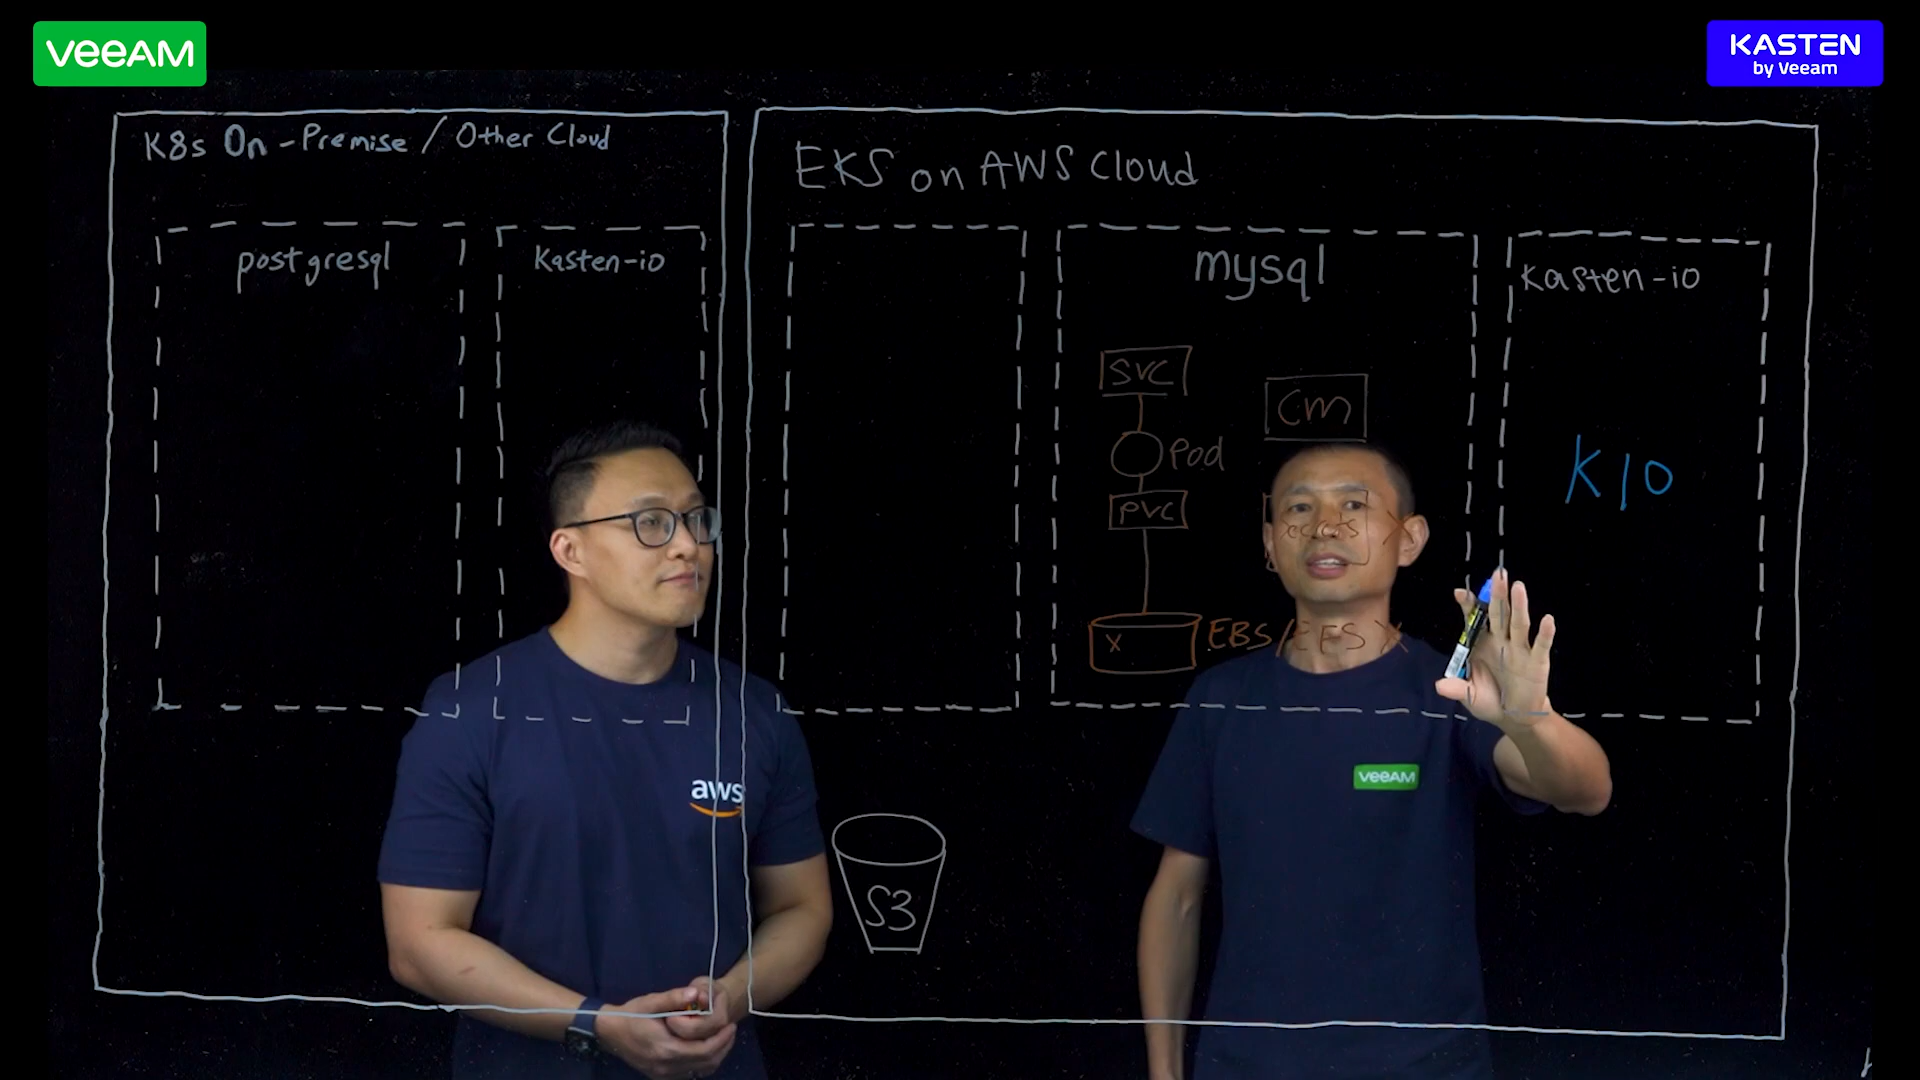 veeAM
KASTEN
by Veeam
K8s On-Premise / Other Cloud
EKS on AWS Cloud
postgresql
Kasten-io
mysql
Kasten-io
SVC
Cm
Pod
PVC
K10
X
X
EBS/EFS X
aws
veeAM
S3